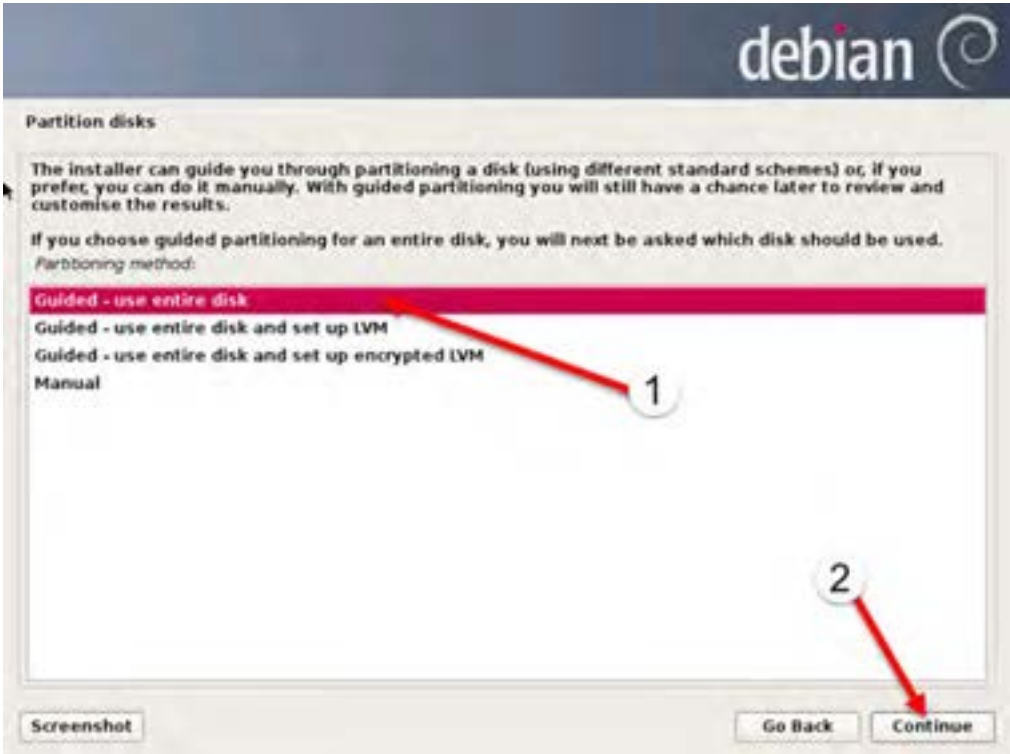 debian
Partition disks
The installer can guide you through partitioning a disk (using different standard schemes) or, if you
prefer, you can do it manually. With guided partitioning you will still have a chance later to review and
customise the results.
If you choose guided partitioning for an entire disk, you will next be asked which disk should be used.
Partitioning method:
Guided - use entire disk
Guided - use entire disk and set up LVM
Guided - use entire disk and set up encrypted LVM
Manual
1
2
Screenshot
Go Back
Continue